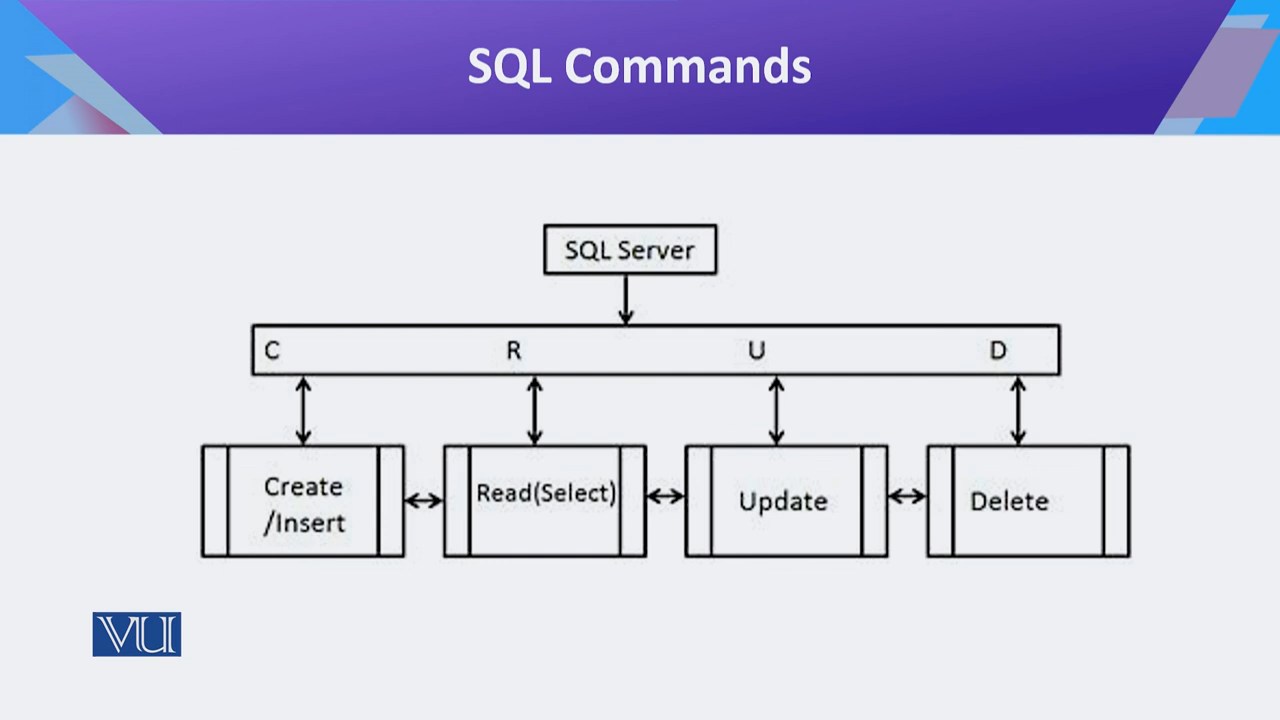 SQL Commands
SQL Server
C R U D
Create
/Insert
Read(Select)
Update
Delete
VU